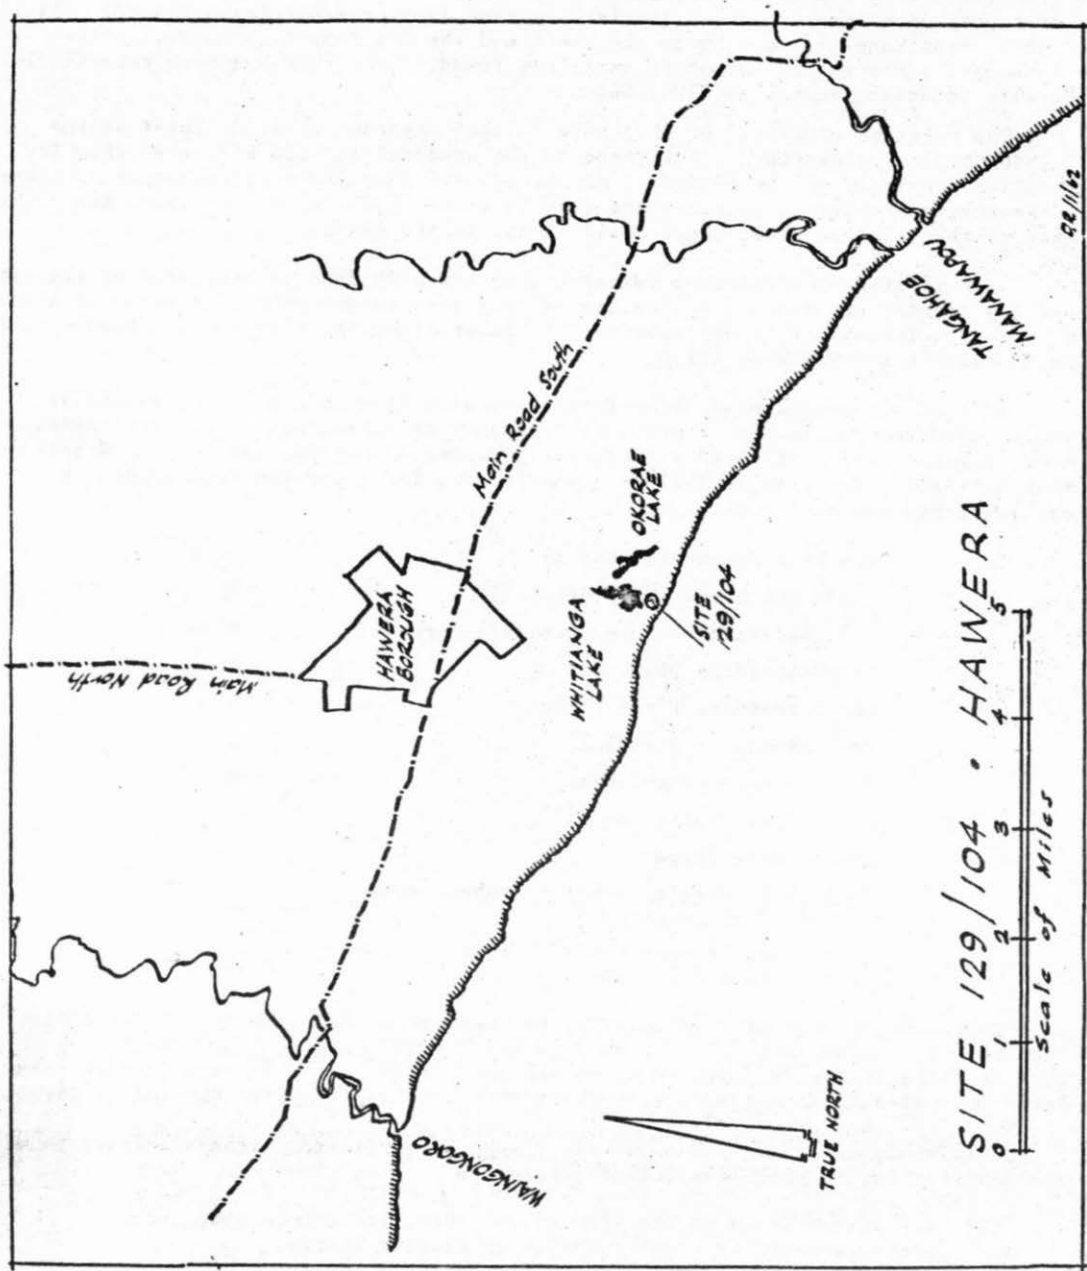 Main Road North
HAWERA
BOROUGH
Main Road South
WHITIANGA
LAKE
OKORAE
LAKE
SITE
129/104
TANGAHOE
MANAWAPOU
WAINGONGORO
TRUE NORTH
SITE 129/104 · HAWERA
0 1 2 3 4 5
Scale of Miles